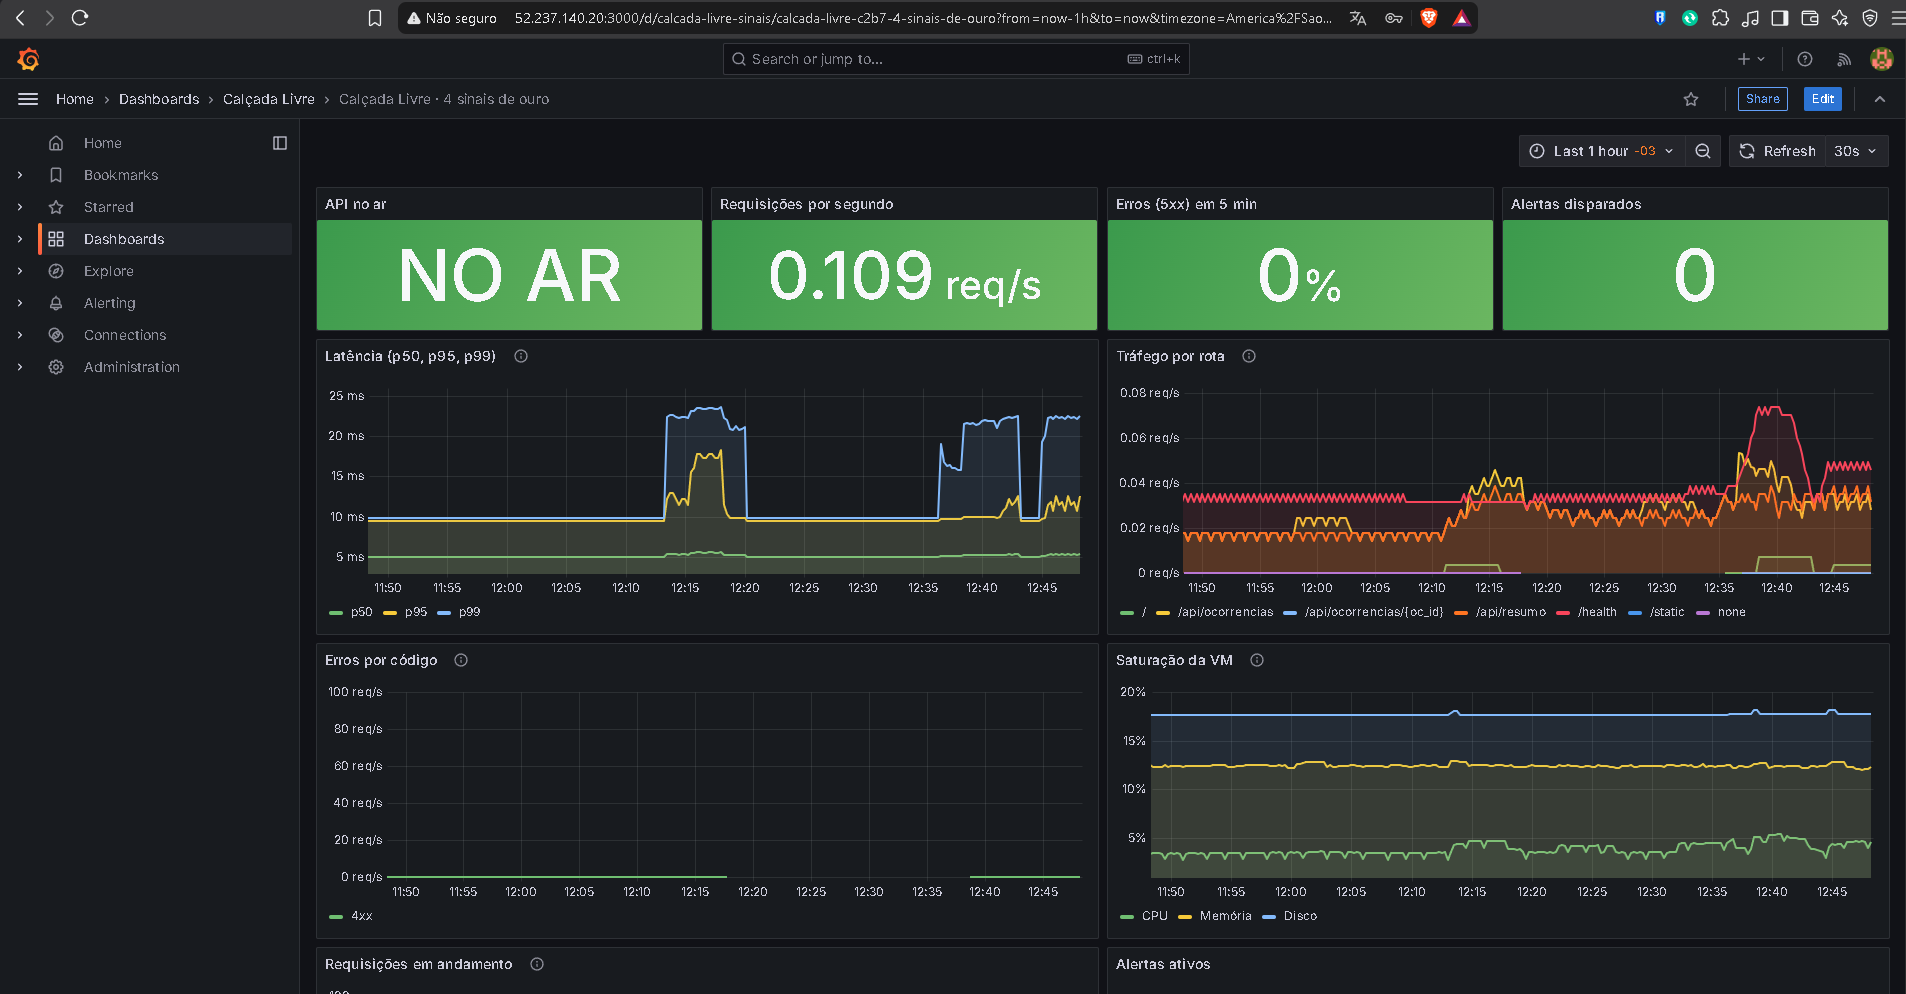 Não seguro 52.237.140.20:3000/d/calcada-livre-sinais/calcada-livre-c2b7-4-sinais-de-ouro?from=now-1h&to=now&timezone=America%2FSao...
Search or jump to... ctrl+k
Home › Dashboards › Calçada Livre › Calçada Livre · 4 sinais de ouro
Share Edit
Home
Bookmarks
Starred
Dashboards
Explore
Alerting
Connections
Administration
Last 1 hour -03 Refresh 30s
API no ar
NO AR
Requisições por segundo
0.109 req/s
Erros (5xx) em 5 min
0%
Alertas disparados
0
Latência (p50, p95, p99)
25 ms
20 ms
15 ms
10 ms
5 ms
11:50 11:55 12:00 12:05 12:10 12:15 12:20 12:25 12:30 12:35 12:40 12:45
p50 p95 p99
Tráfego por rota
0.08 req/s
0.06 req/s
0.04 req/s
0.02 req/s
0 req/s
11:50 11:55 12:00 12:05 12:10 12:15 12:20 12:25 12:30 12:35 12:40 12:45
/ /api/ocorrencias /api/ocorrencias/{oc_id} /api/resumo /health /static none
Erros por código
100 req/s
80 req/s
60 req/s
40 req/s
20 req/s
0 req/s
11:50 11:55 12:00 12:05 12:10 12:15 12:20 12:25 12:30 12:35 12:40 12:45
4xx
Saturação da VM
20%
15%
10%
5%
11:50 11:55 12:00 12:05 12:10 12:15 12:20 12:25 12:30 12:35 12:40 12:45
CPU Memória Disco
Requisições em andamento
100
Alertas ativos